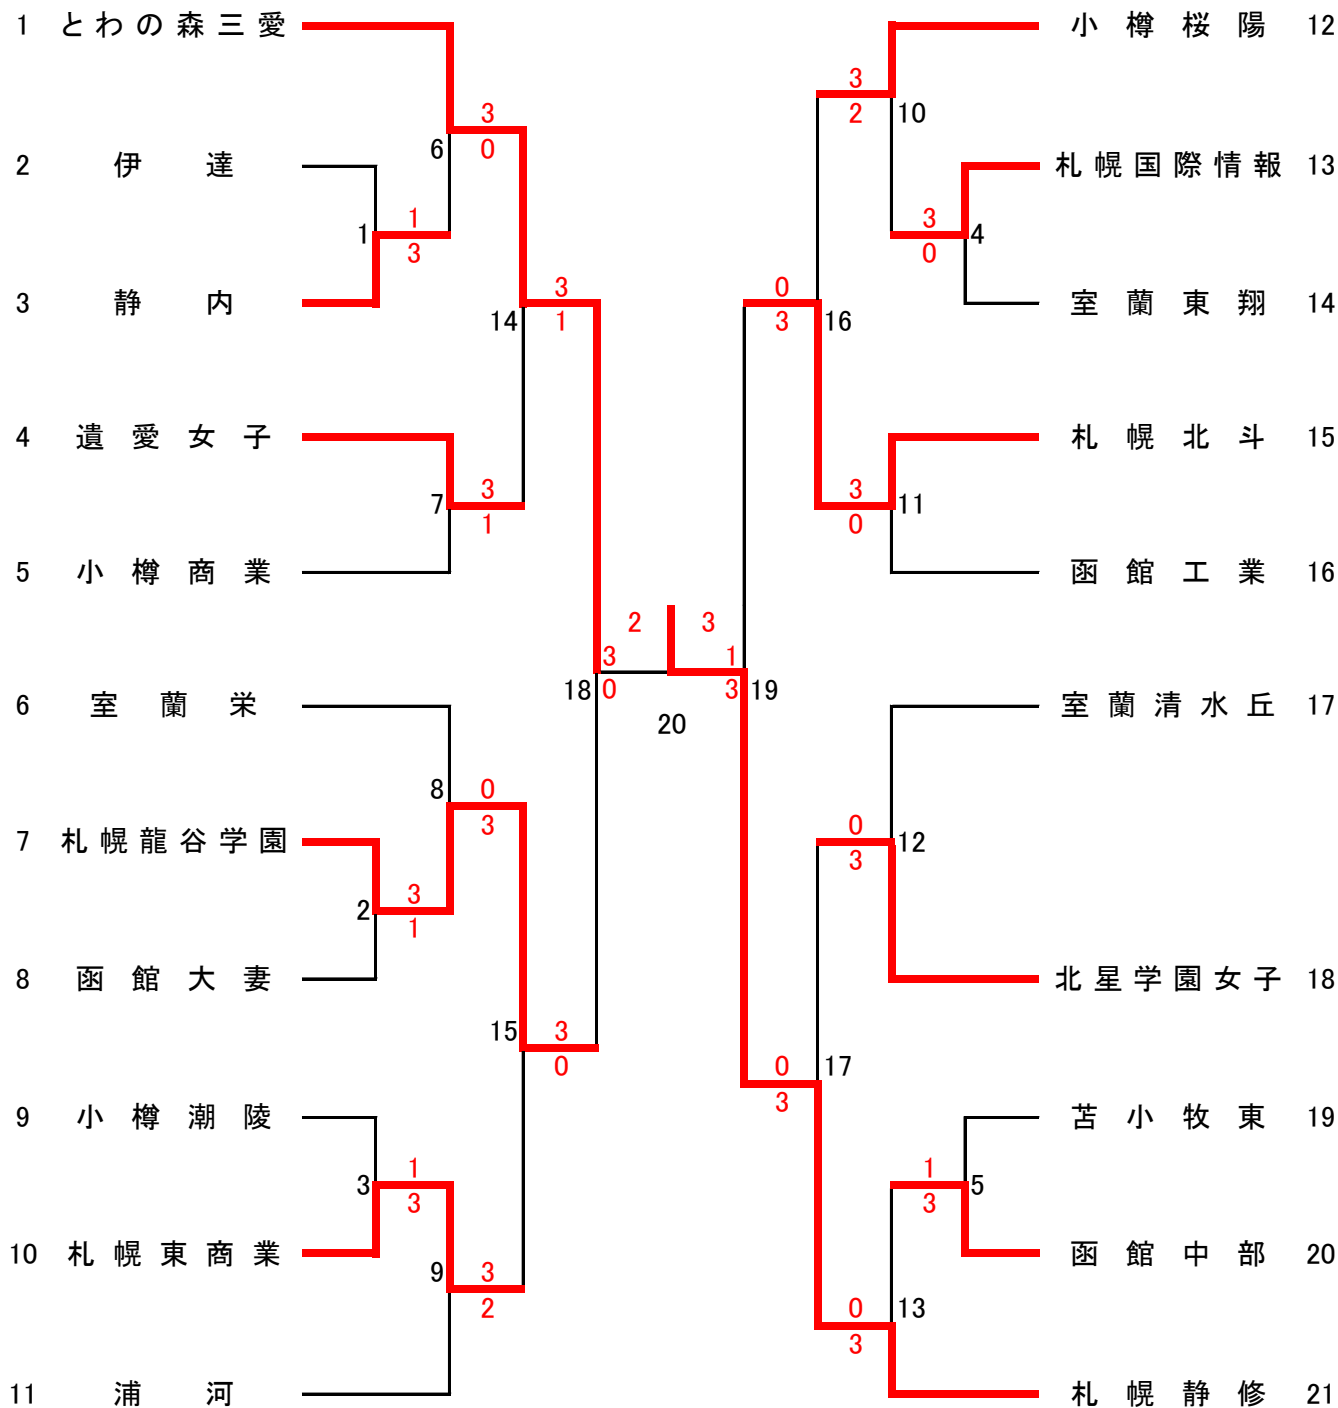 1 とわの森三愛
小樽桜陽 12
3
2
10
3
0
6
2 伊達
札幌国際情報 13
1
3
1
3
0
4
3 静内
室蘭東翔 14
3
1
14
0
3
16
4 遺愛女子
札幌北斗 15
3
1
7
3
0
11
5 小樽商業
函館工業 16
2 3
3
0
18
1
3
19
20
6 室蘭栄
室蘭清水丘 17
8
0
3
7 札幌龍谷学園
0
3
12
3
1
2
8 函館大妻
北星学園女子 18
15
3
0
0
3
17
9 小樽潮陵
苫小牧東 19
1
3
3
1
3
5
10 札幌東商業
函館中部 20
9
3
2
0
3
13
11 浦河
札幌静修 21